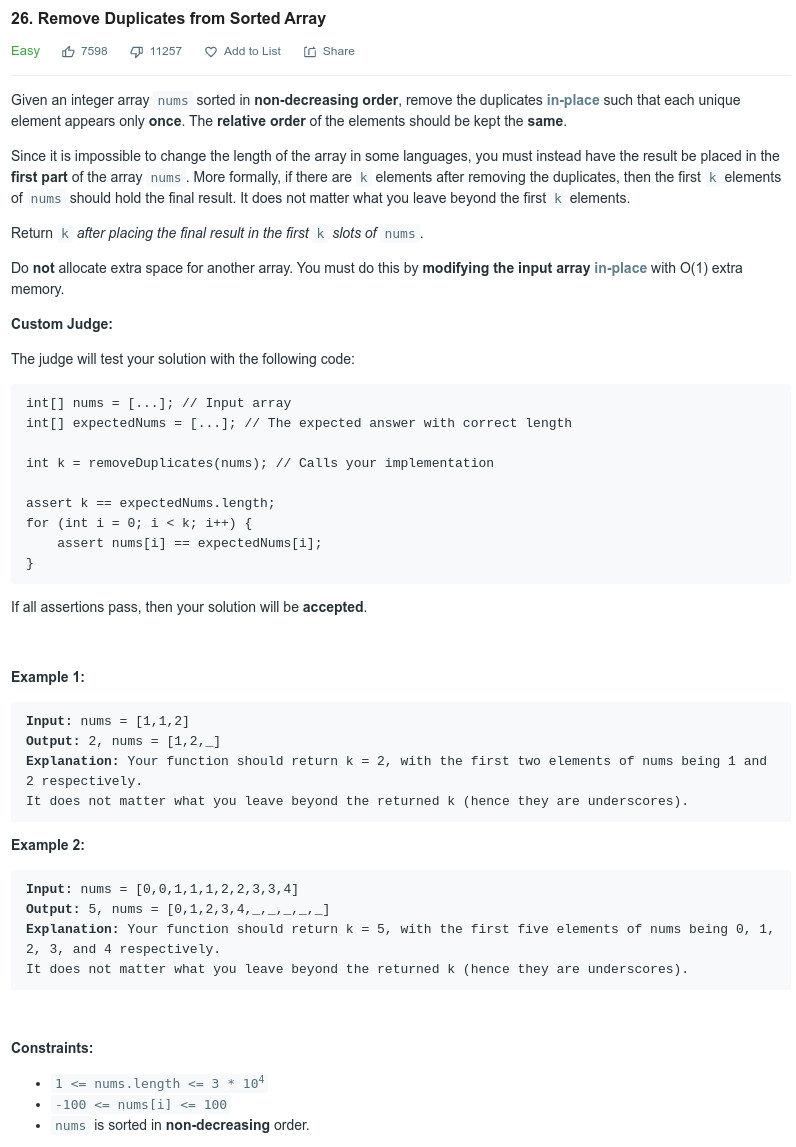 26. Remove Duplicates from Sorted Array
Easy 7598 11257 Add to List Share
Given an integer array nums sorted in non-decreasing order, remove the duplicates in-place such that each unique
element appears only once. The relative order of the elements should be kept the same.
Since it is impossible to change the length of the array in some languages, you must instead have the result be placed in the
first part of the array nums. More formally, if there are k elements after removing the duplicates, then the first k elements
of nums should hold the final result. It does not matter what you leave beyond the first k elements.
Return k after placing the final result in the first k slots of nums.
Do not allocate extra space for another array. You must do this by modifying the input array in-place with O(1) extra
memory.
Custom Judge:
The judge will test your solution with the following code:
int[] nums = [...]; // Input array
int[] expectedNums = [...]; // The expected answer with correct length
int k = removeDuplicates(nums); // Calls your implementation
assert k == expectedNums.length;
for (int i = 0; i < k; i++) {
    assert nums[i] == expectedNums[i];
}
If all assertions pass, then your solution will be accepted.
Example 1:
Input: nums = [1,1,2]
Output: 2, nums = [1,2,_]
Explanation: Your function should return k = 2, with the first two elements of nums being 1 and
2 respectively.
It does not matter what you leave beyond the returned k (hence they are underscores).
Example 2:
Input: nums = [0,0,1,1,1,2,2,3,3,4]
Output: 5, nums = [0,1,2,3,4,_,_,_,_,_]
Explanation: Your function should return k = 5, with the first five elements of nums being 0, 1,
2, 3, and 4 respectively.
It does not matter what you leave beyond the returned k (hence they are underscores).
Constraints:
• 1 <= nums.length <= 3 * 10⁴
• -100 <= nums[i] <= 100
• nums is sorted in non-decreasing order.